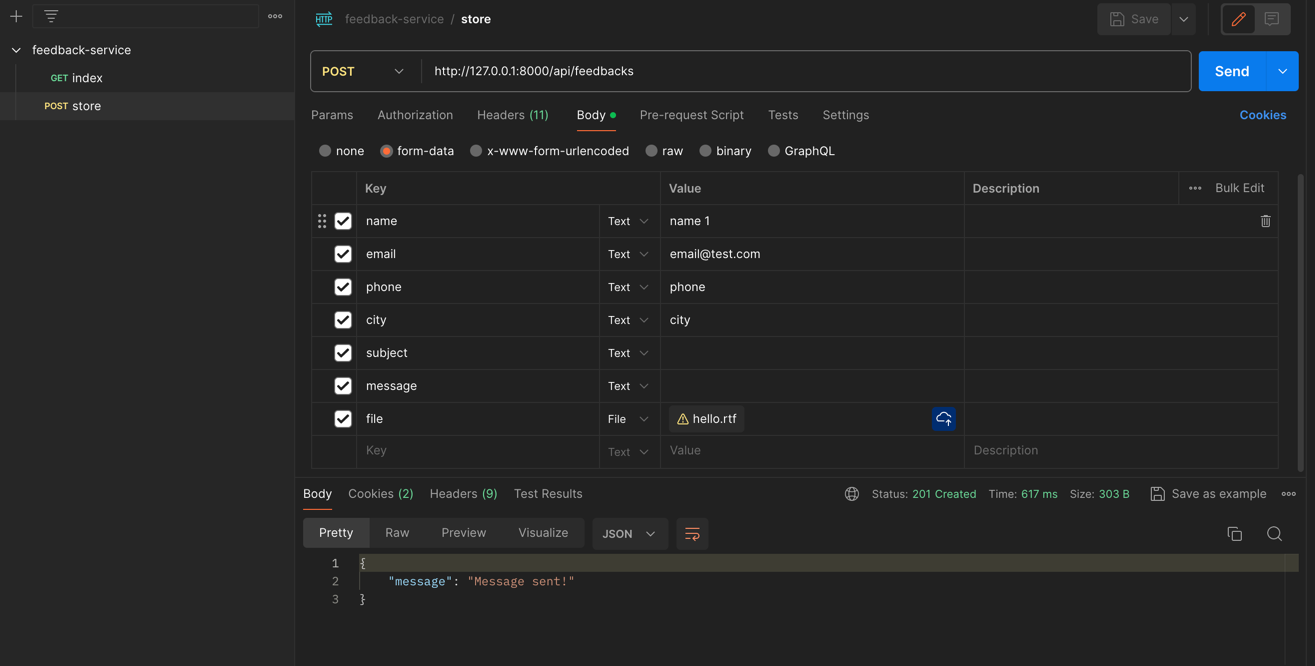 feedback-service / store
Save
feedback-service
GET index
POST store
POST http://127.0.0.1:8000/api/feedbacks Send
Params Authorization Headers (11) Body Pre-request Script Tests Settings Cookies
none form-data x-www-form-urlencoded raw binary GraphQL
Key Value Description Bulk Edit
name Text name 1
email Text email@test.com
phone Text phone
city Text city
subject Text
message Text
file File hello.rtf
Key Text Value Description
Body Cookies (2) Headers (9) Test Results Status: 201 Created Time: 617 ms Size: 303 B Save as example
Pretty Raw Preview Visualize JSON
1 {
2 "message": "Message sent!"
3 }